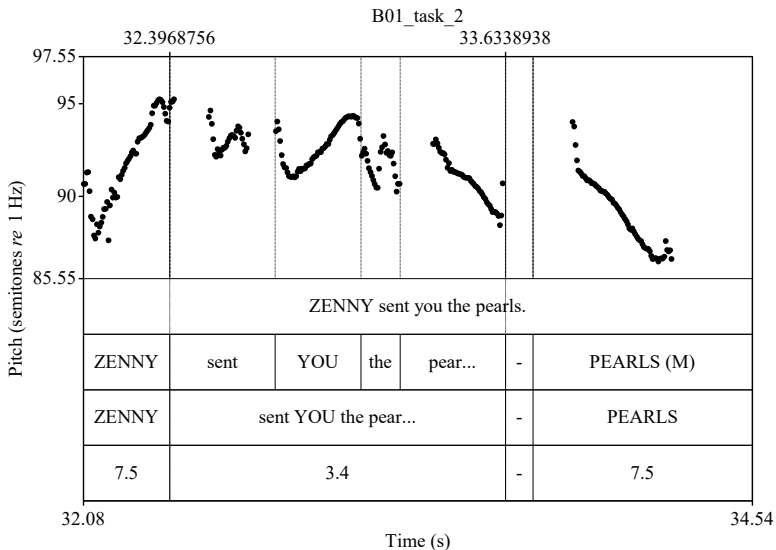 B01_task_2
32.3968756 33.6338938
97.55
95
90
85.55
Pitch (semitones re 1 Hz)
ZENNY sent you the pearls.
ZENNY sent YOU the pear... - PEARLS (M)
ZENNY sent YOU the pear... - PEARLS
7.5 3.4 - 7.5
32.08 34.54
Time (s)